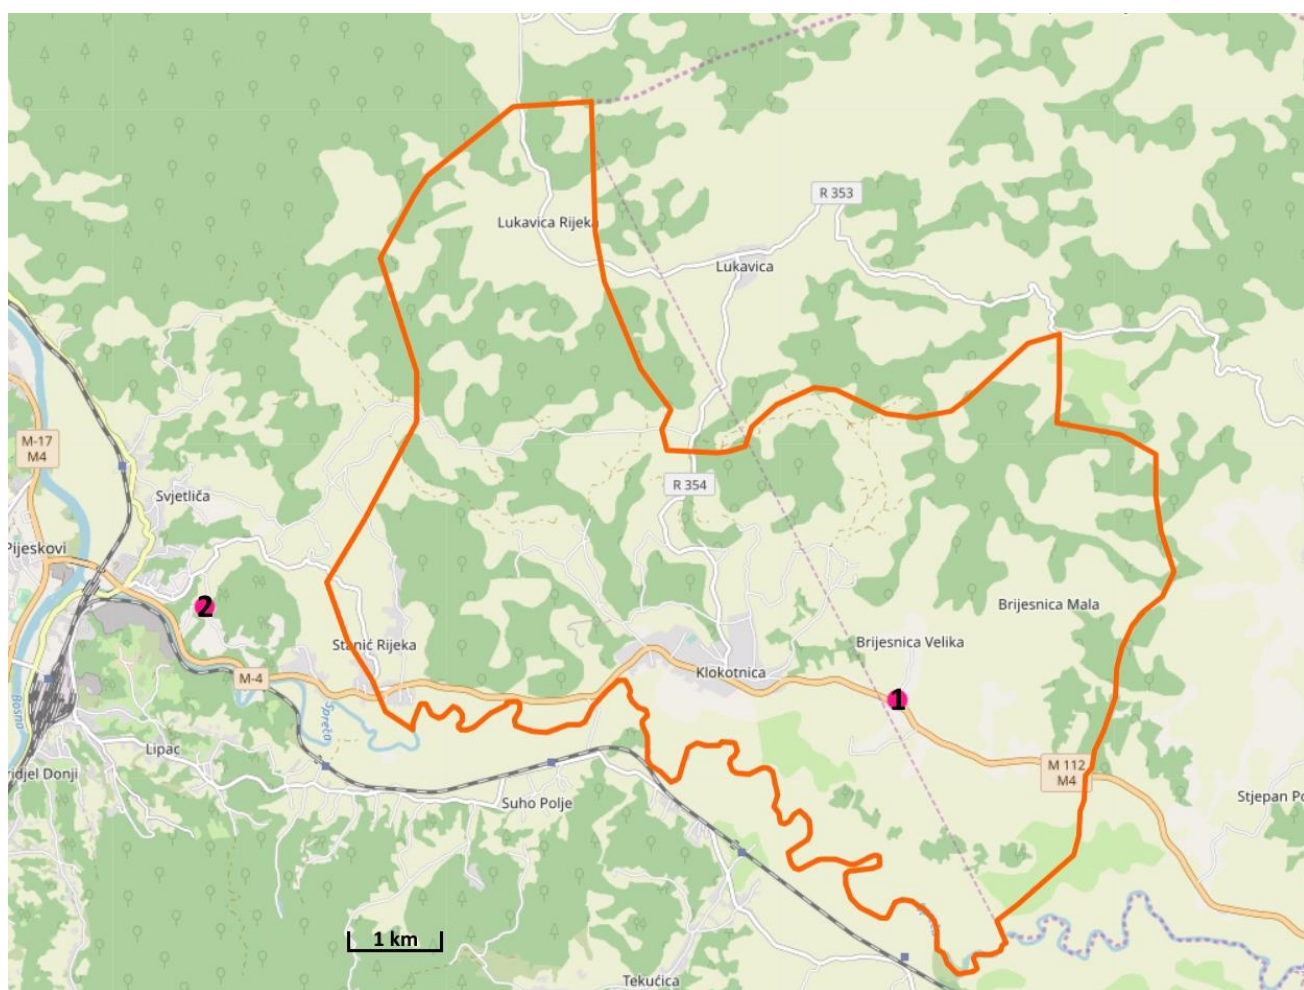 R 353
Lukavica Rijeka
Lukavica
M-17
M4
R 354
Svjetliča
Pijeskovi
2
Brijesnica Mala
Stanić Rijeka
Brijesnica Velika
Klokotnica
M-4
1
Spreča
Bosna
Lipac
ridjel Donji
M 112
M4
Suho Polje
Stjepan Po
1 km
Tekućica